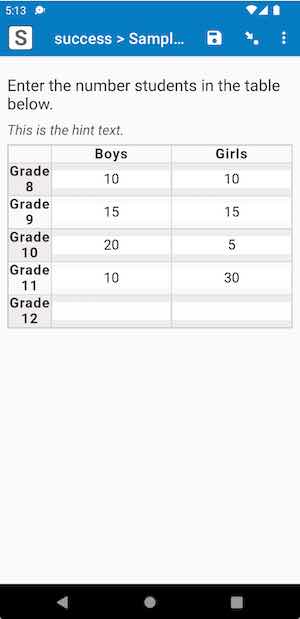 5:13
S success > Sampl...
Enter the number students in the table
below.
This is the hint text.
Boys Girls
Grade 8 10 10
Grade 9 15 15
Grade 10 20 5
Grade 11 10 30
Grade 12